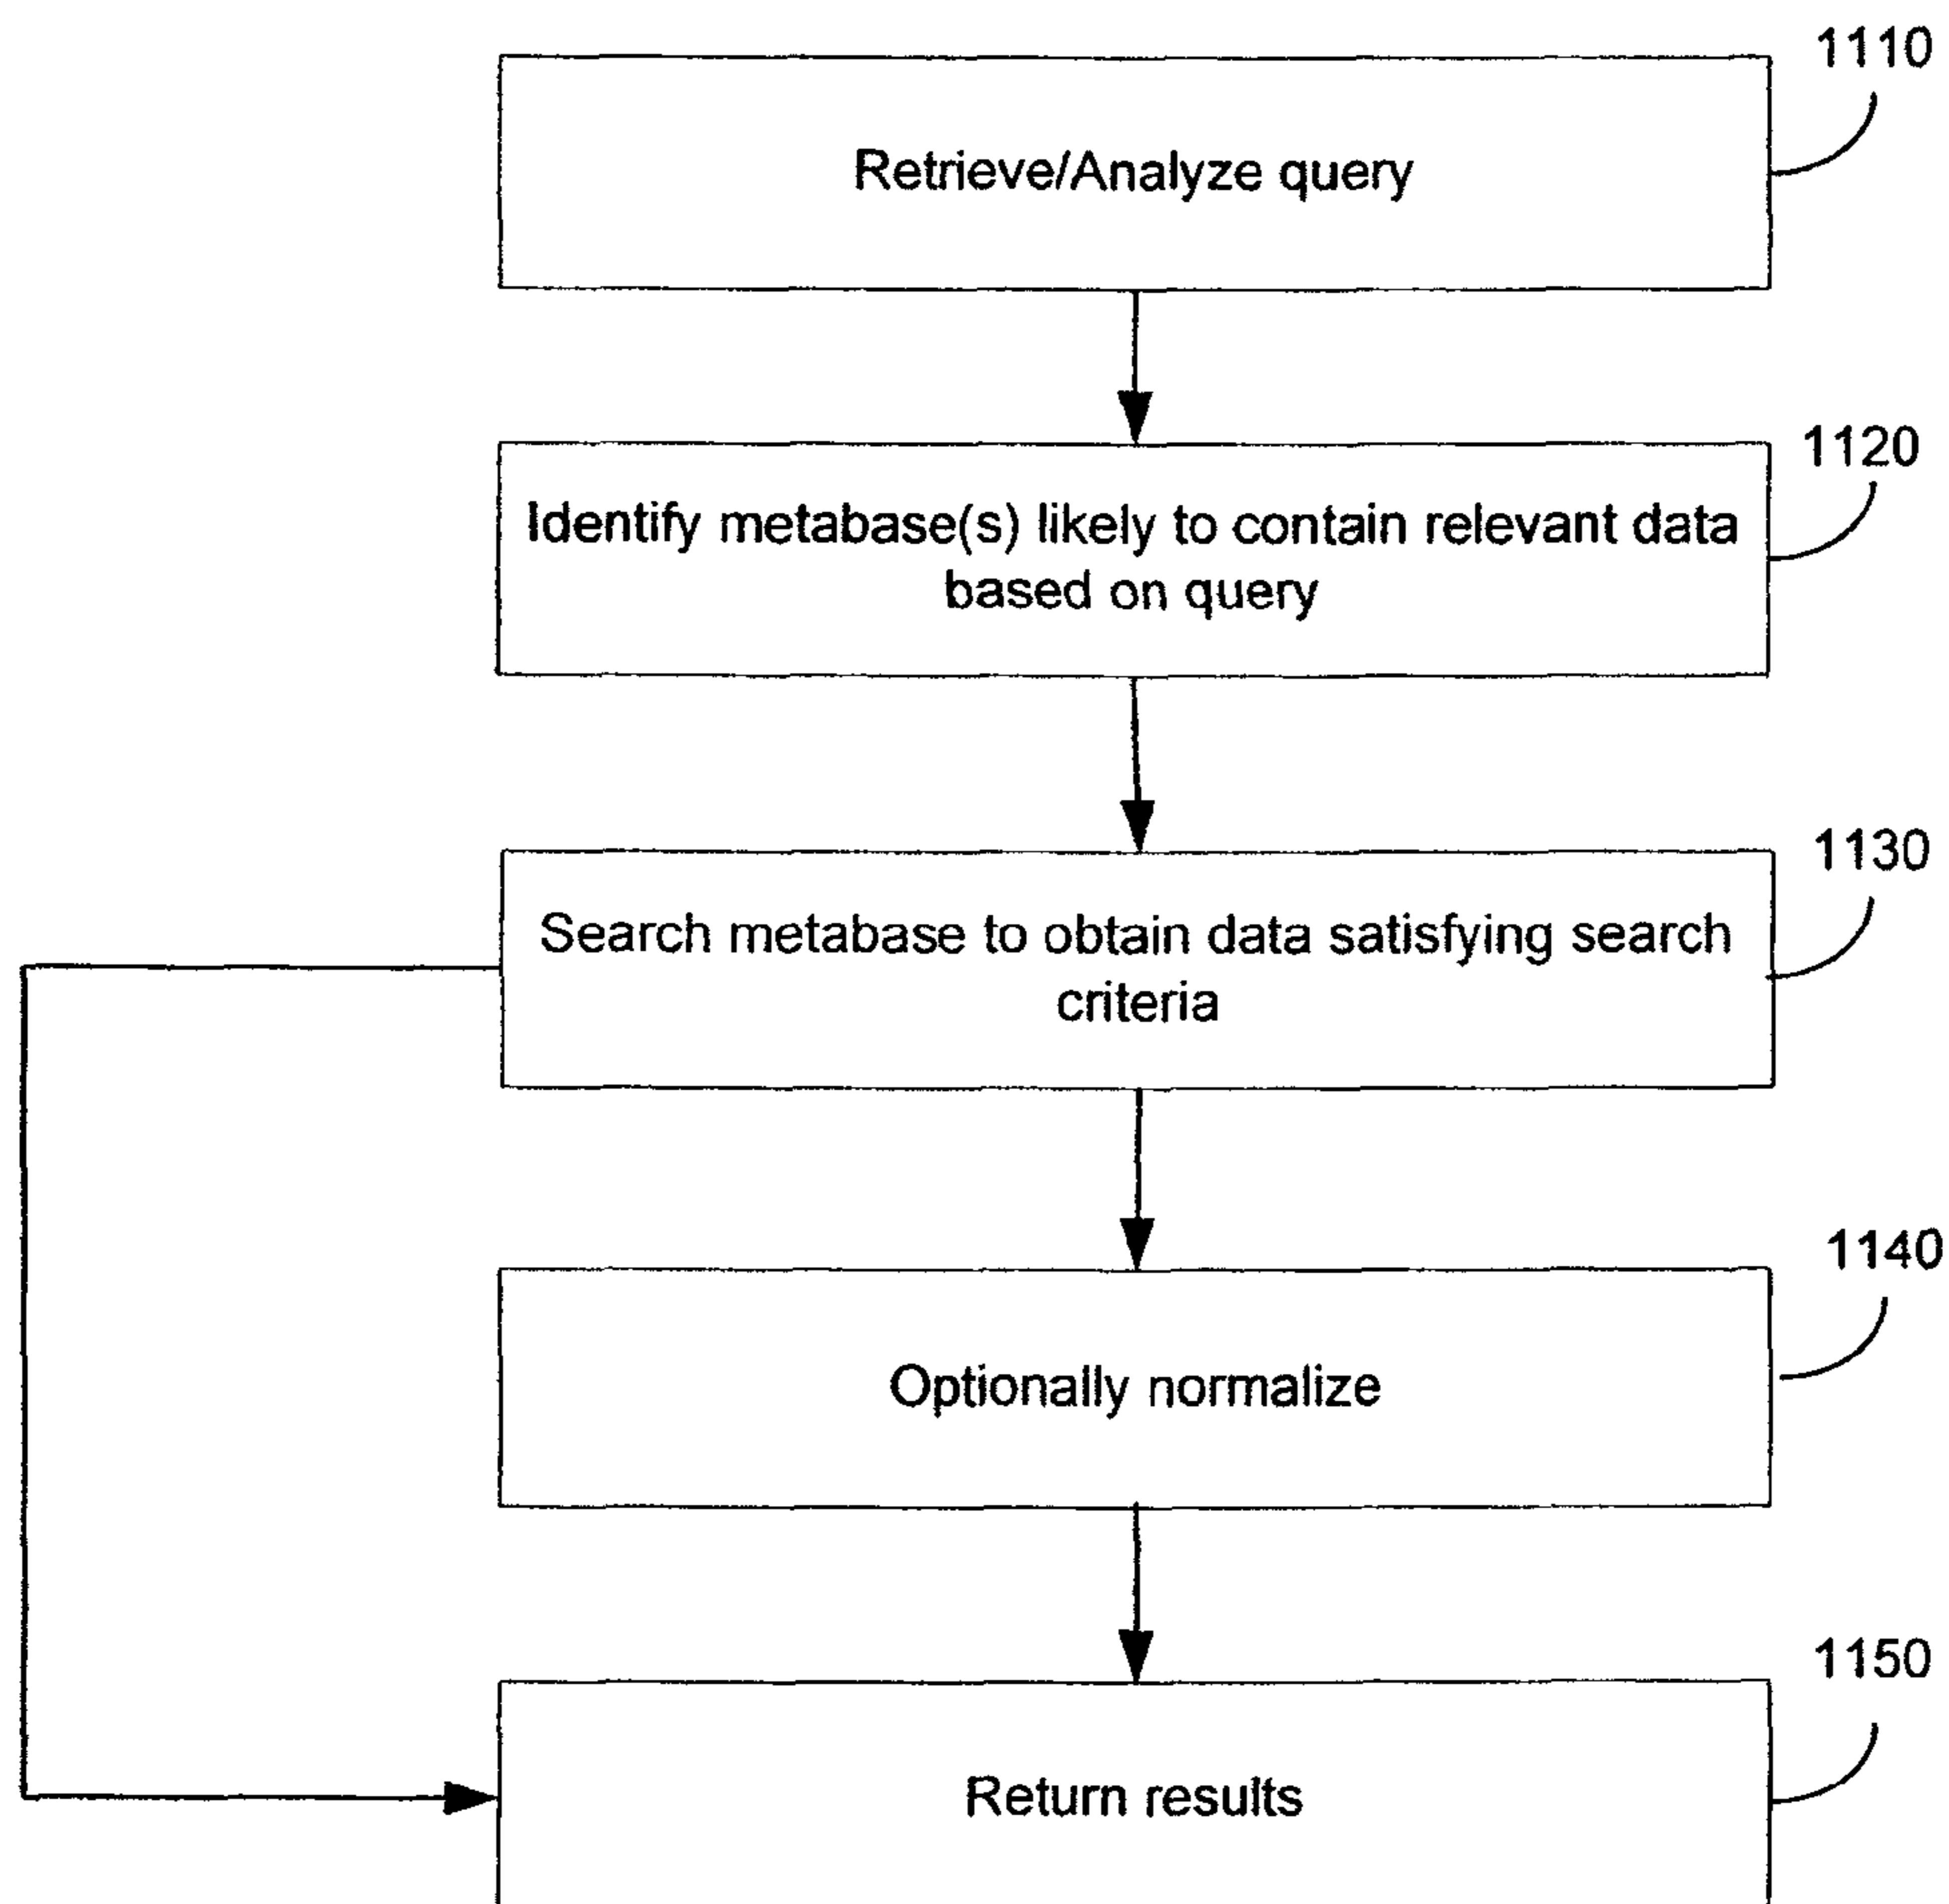 1110
Retrieve/Analyze query
1120
Identify metabase(s) likely to contain relevant data
based on query
1130
Search metabase to obtain data satisfying search
criteria
1140
Optionally normalize
1150
Return results